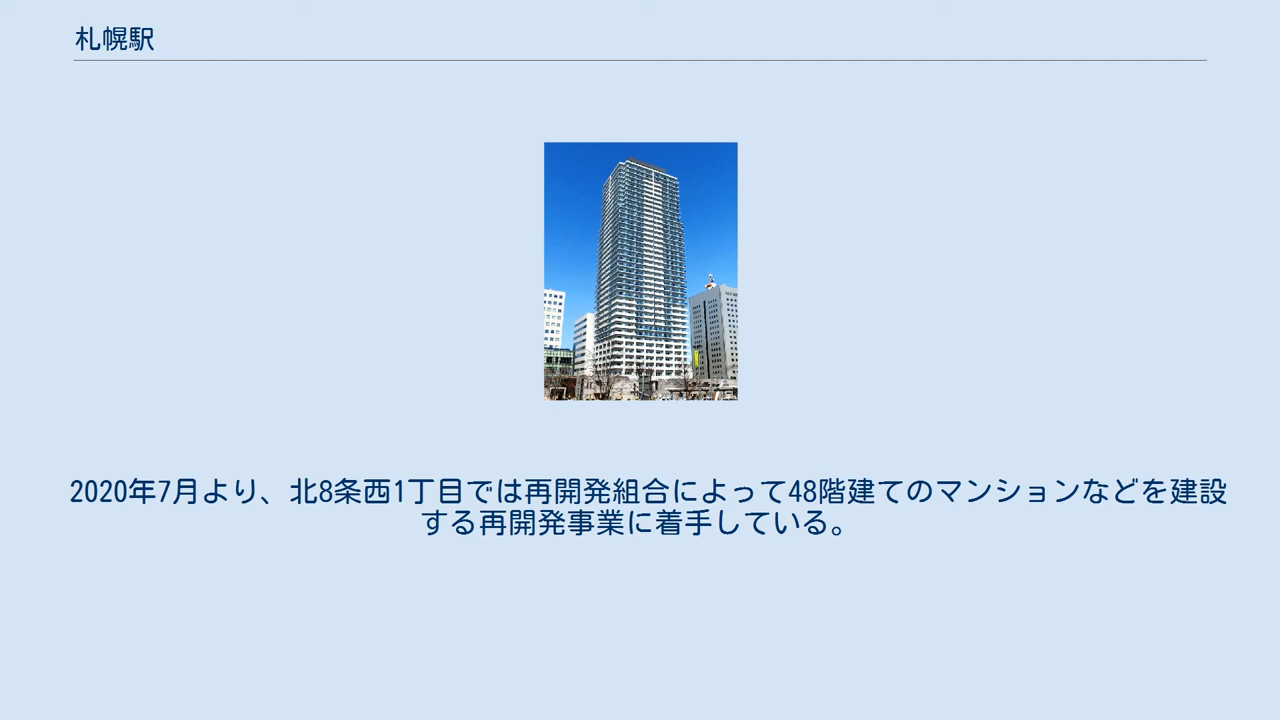 札幌駅
2020年7月より、北8条西1丁目では再開発組合によって48階建てのマンションなどを建設
する再開発事業に着手している。